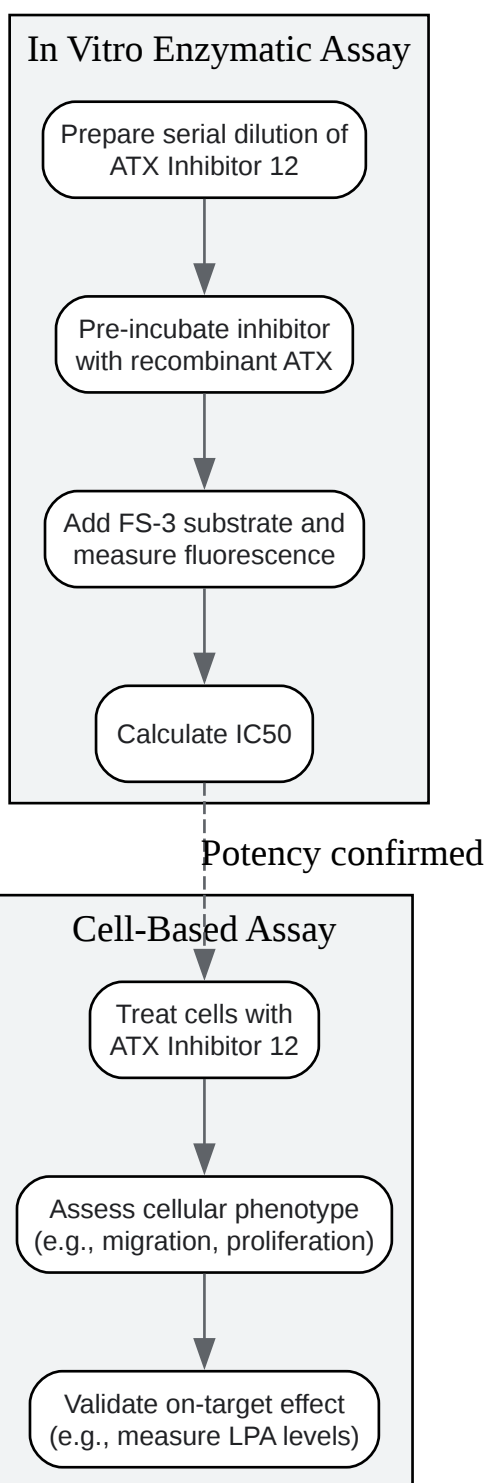 In Vitro Enzymatic Assay
Prepare serial dilution of
ATX Inhibitor 12
Pre-incubate inhibitor
with recombinant ATX
Add FS-3 substrate and
measure fluorescence
Calculate IC50
Potency confirmed
Cell-Based Assay
Treat cells with
ATX Inhibitor 12
Assess cellular phenotype
(e.g., migration, proliferation)
Validate on-target effect
(e.g., measure LPA levels)